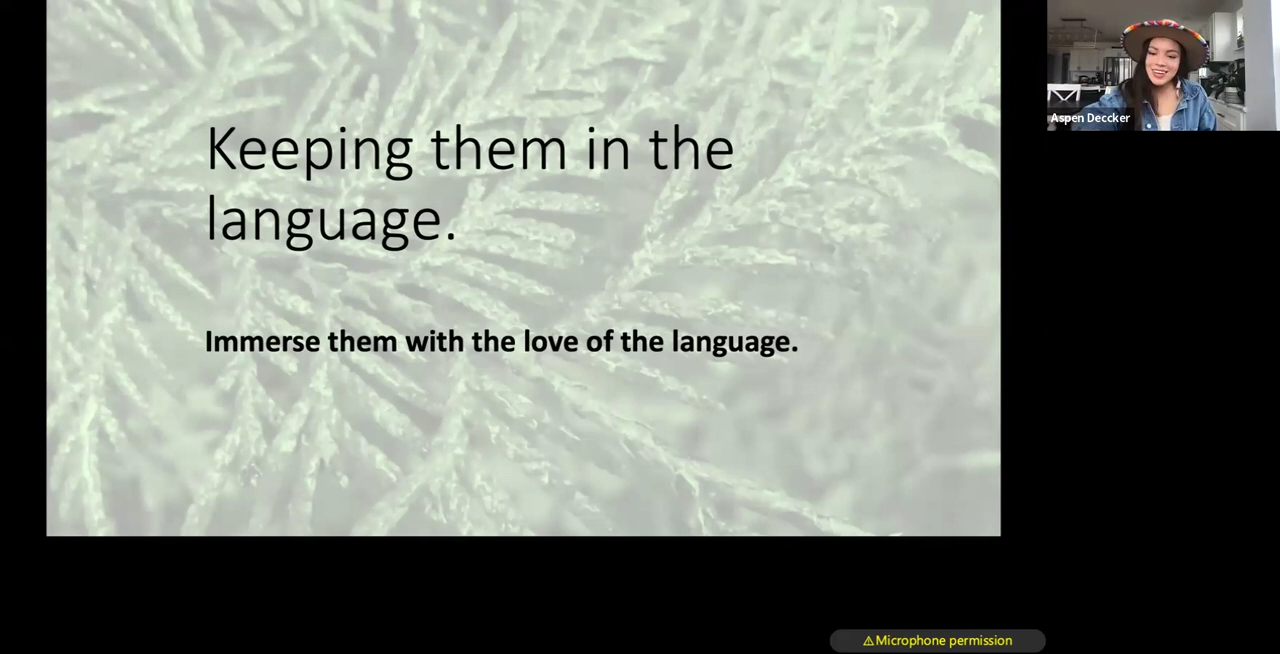 Keeping them in the
language.
Immerse them with the love of the language.
Aspen Deccker
⚠Microphone permission